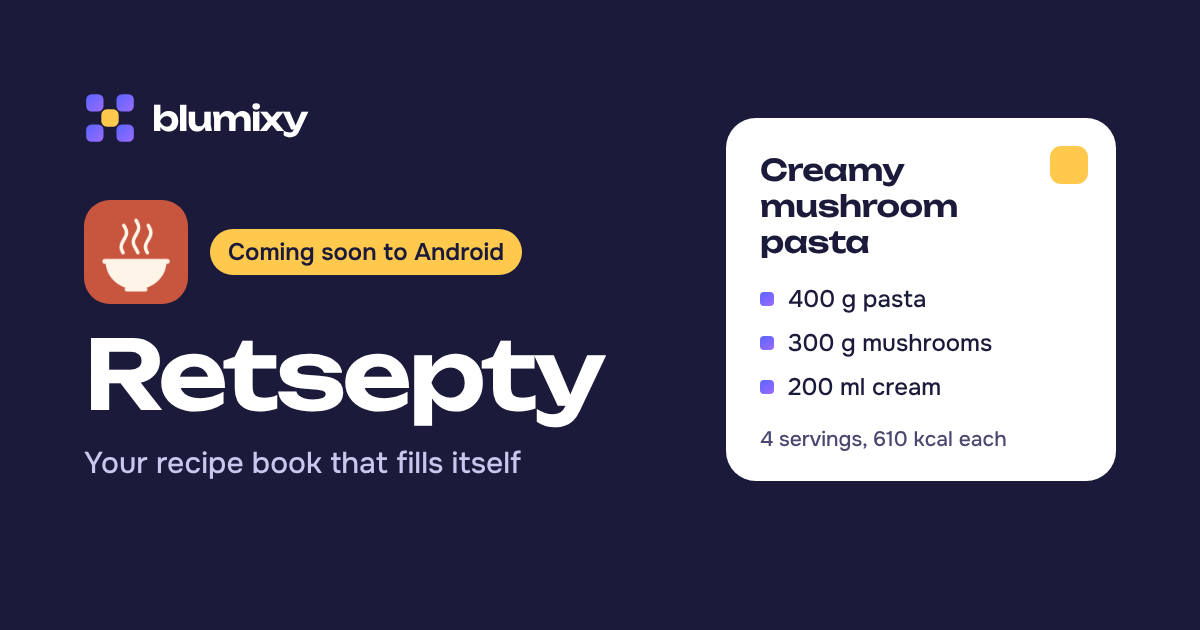 blumixy
Coming soon to Android
Retsepty
Your recipe book that fills itself
Creamy
mushroom
pasta
400 g pasta
300 g mushrooms
200 ml cream
4 servings, 610 kcal each